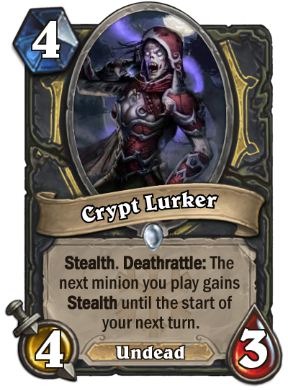 4
Crypt Lurker
Stealth. Deathrattle: The
next minion you play gains
Stealth until the start of
your next turn.
4
Undead
3